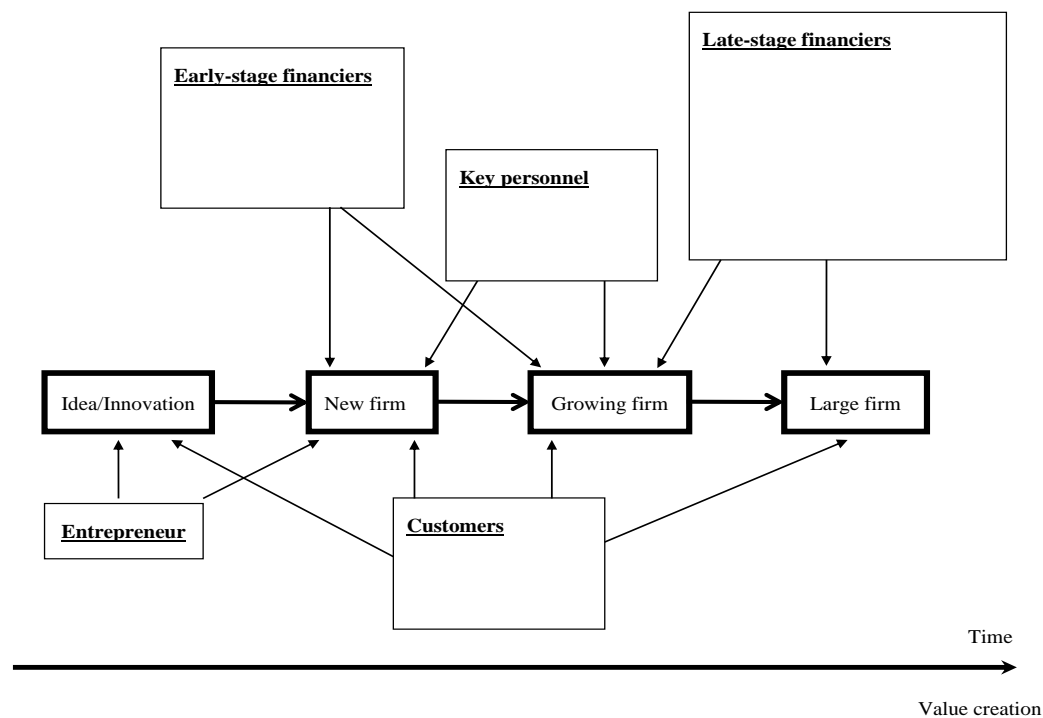 Late-stage financiers
Early-stage financiers
Key personnel
Idea/Innovation
New firm
Growing firm
Large firm
Entrepreneur
Customers
Time
Value creation